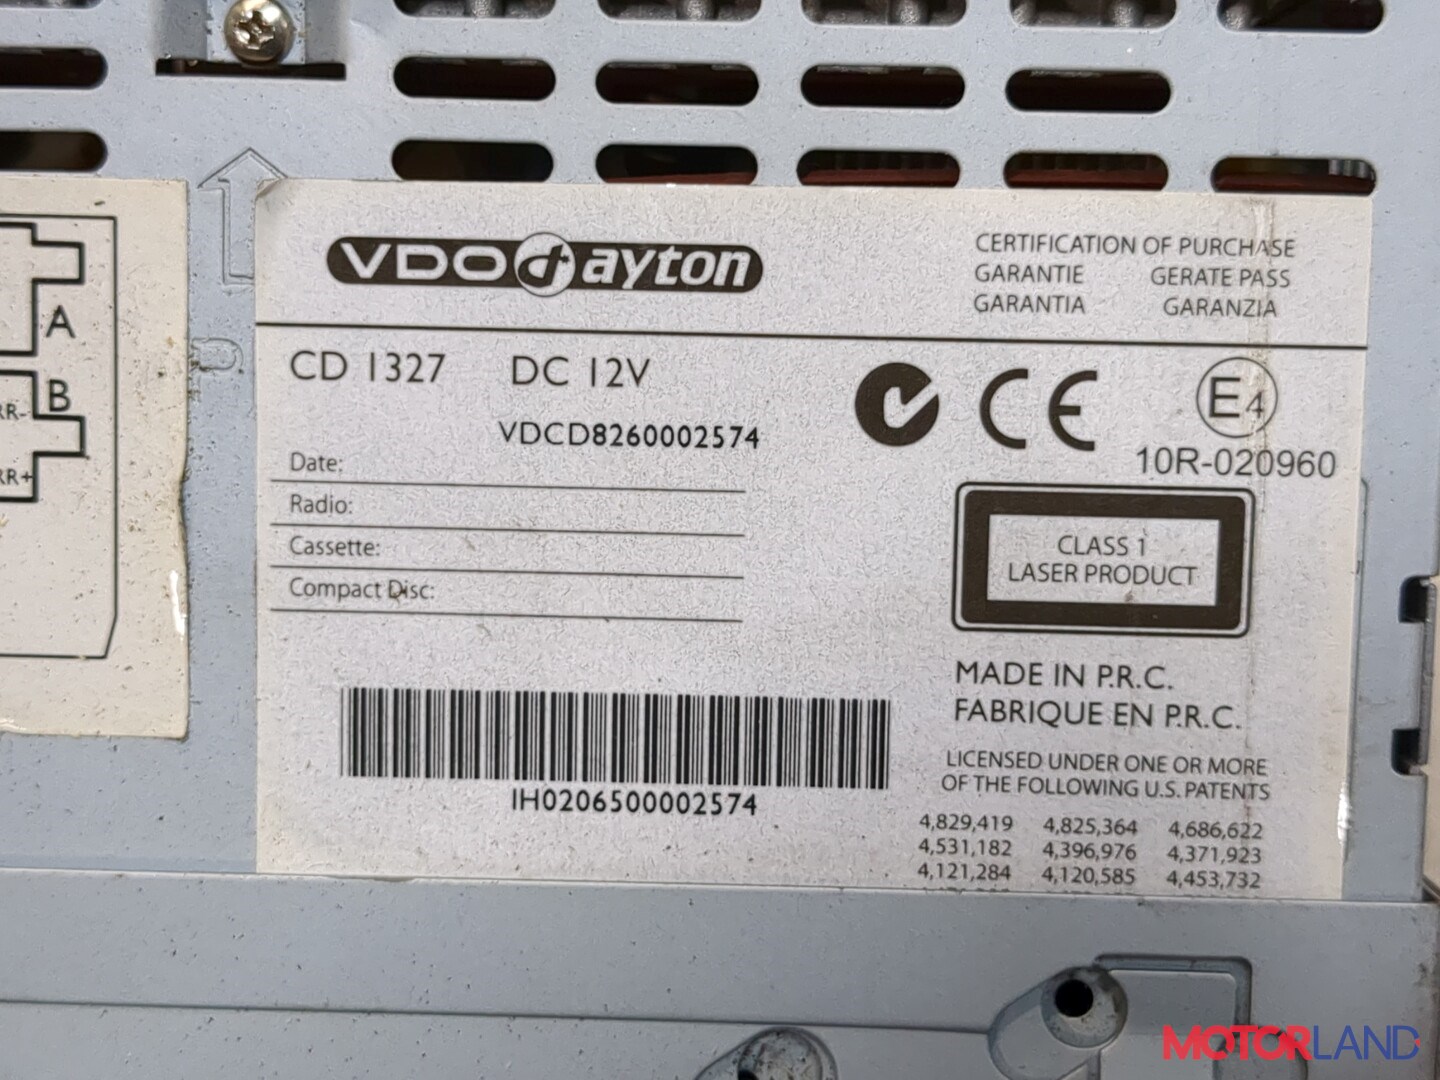 VDO dayton
CERTIFICATION OF PURCHASE
GARANTIE GERATE PASS
GARANTIA GARANZIA
A
B
RR-
RR+
CD 1327 DC 12V
VDCD8260002574
E4
10R-020960
Date:
Radio:
Cassette:
Compact Disc:
CLASS 1
LASER PRODUCT
MADE IN P.R.C.
FABRIQUE EN P.R.C.
IH0206500002574
LICENSED UNDER ONE OR MORE
OF THE FOLLOWING U.S. PATENTS
4,829,419 4,825,364 4,686,622
4,531,182 4,396,976 4,371,923
4,121,284 4,120,585 4,453,732
MOTORLAND